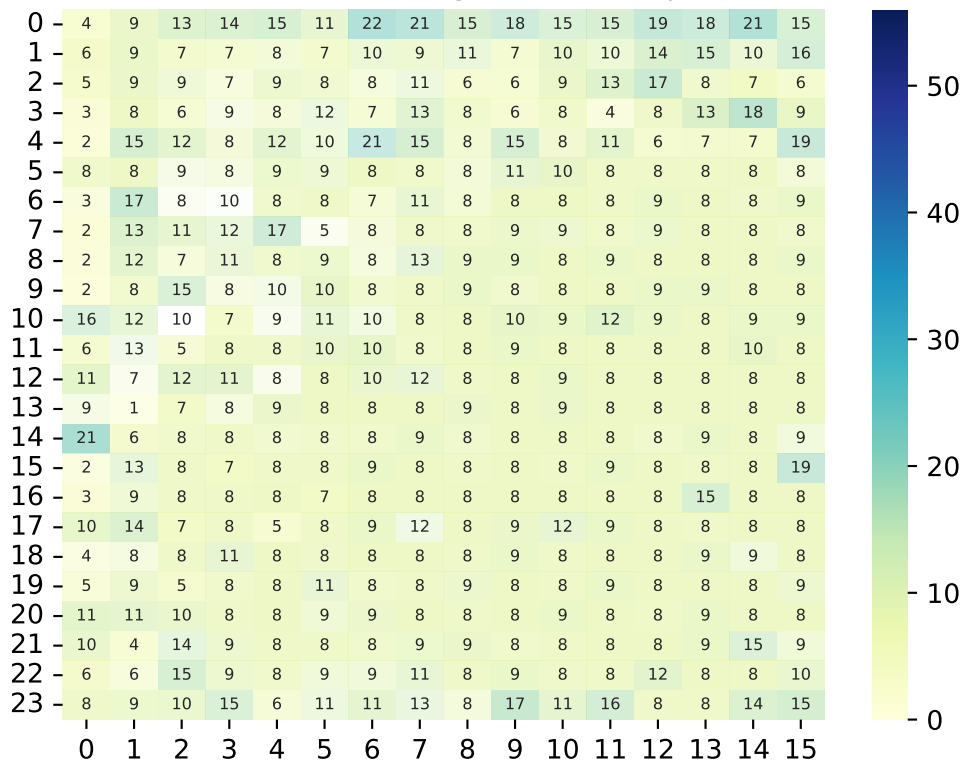 0 4 9 13 14 15 11 22 21 15 18 15 15 19 18 21 15
1 6 9 7 7 8 7 10 9 11 7 10 10 14 15 10 16
2 5 9 9 7 9 8 8 11 6 6 9 13 17 8 7 6
3 3 8 6 9 8 12 7 13 8 6 8 4 8 13 18 9
4 2 15 12 8 12 10 21 15 8 15 8 11 6 7 7 19
5 8 8 9 8 9 9 8 8 8 11 10 8 8 8 8 8
6 3 17 8 10 8 8 7 11 8 8 8 8 9 8 8 9
7 2 13 11 12 17 5 8 8 8 9 9 8 9 8 8 8
8 2 12 7 11 8 9 8 13 9 9 8 9 8 8 8 9
9 2 8 15 8 10 10 8 8 9 8 8 8 9 9 8 8
10 16 12 10 7 9 11 10 8 8 10 9 12 9 8 9 9
11 6 13 5 8 8 10 10 8 8 9 8 8 8 8 10 8
12 11 7 12 11 8 8 10 12 8 8 9 8 8 8 8 8
13 9 1 7 8 9 8 8 8 9 8 9 8 8 8 8 8
14 21 6 8 8 8 8 8 9 8 8 8 8 8 9 8 9
15 2 13 8 7 8 8 9 8 8 8 8 9 8 8 8 19
16 3 9 8 8 8 7 8 8 8 8 8 8 8 15 8 8
17 10 14 7 8 5 8 9 12 8 9 12 9 8 8 8 8
18 4 8 8 11 8 8 8 8 8 9 8 8 8 9 9 8
19 5 9 5 8 8 11 8 8 9 8 8 9 8 8 8 9
20 11 11 10 8 8 9 9 8 8 8 9 8 8 9 8 8
21 10 4 14 9 8 8 8 9 9 8 8 8 8 9 15 9
22 6 6 15 9 8 9 9 11 8 9 8 8 12 8 8 10
23 8 9 10 15 6 11 11 13 8 17 11 16 8 8 14 15
0 1 2 3 4 5 6 7 8 9 10 11 12 13 14 15
50
40
30
20
10
0